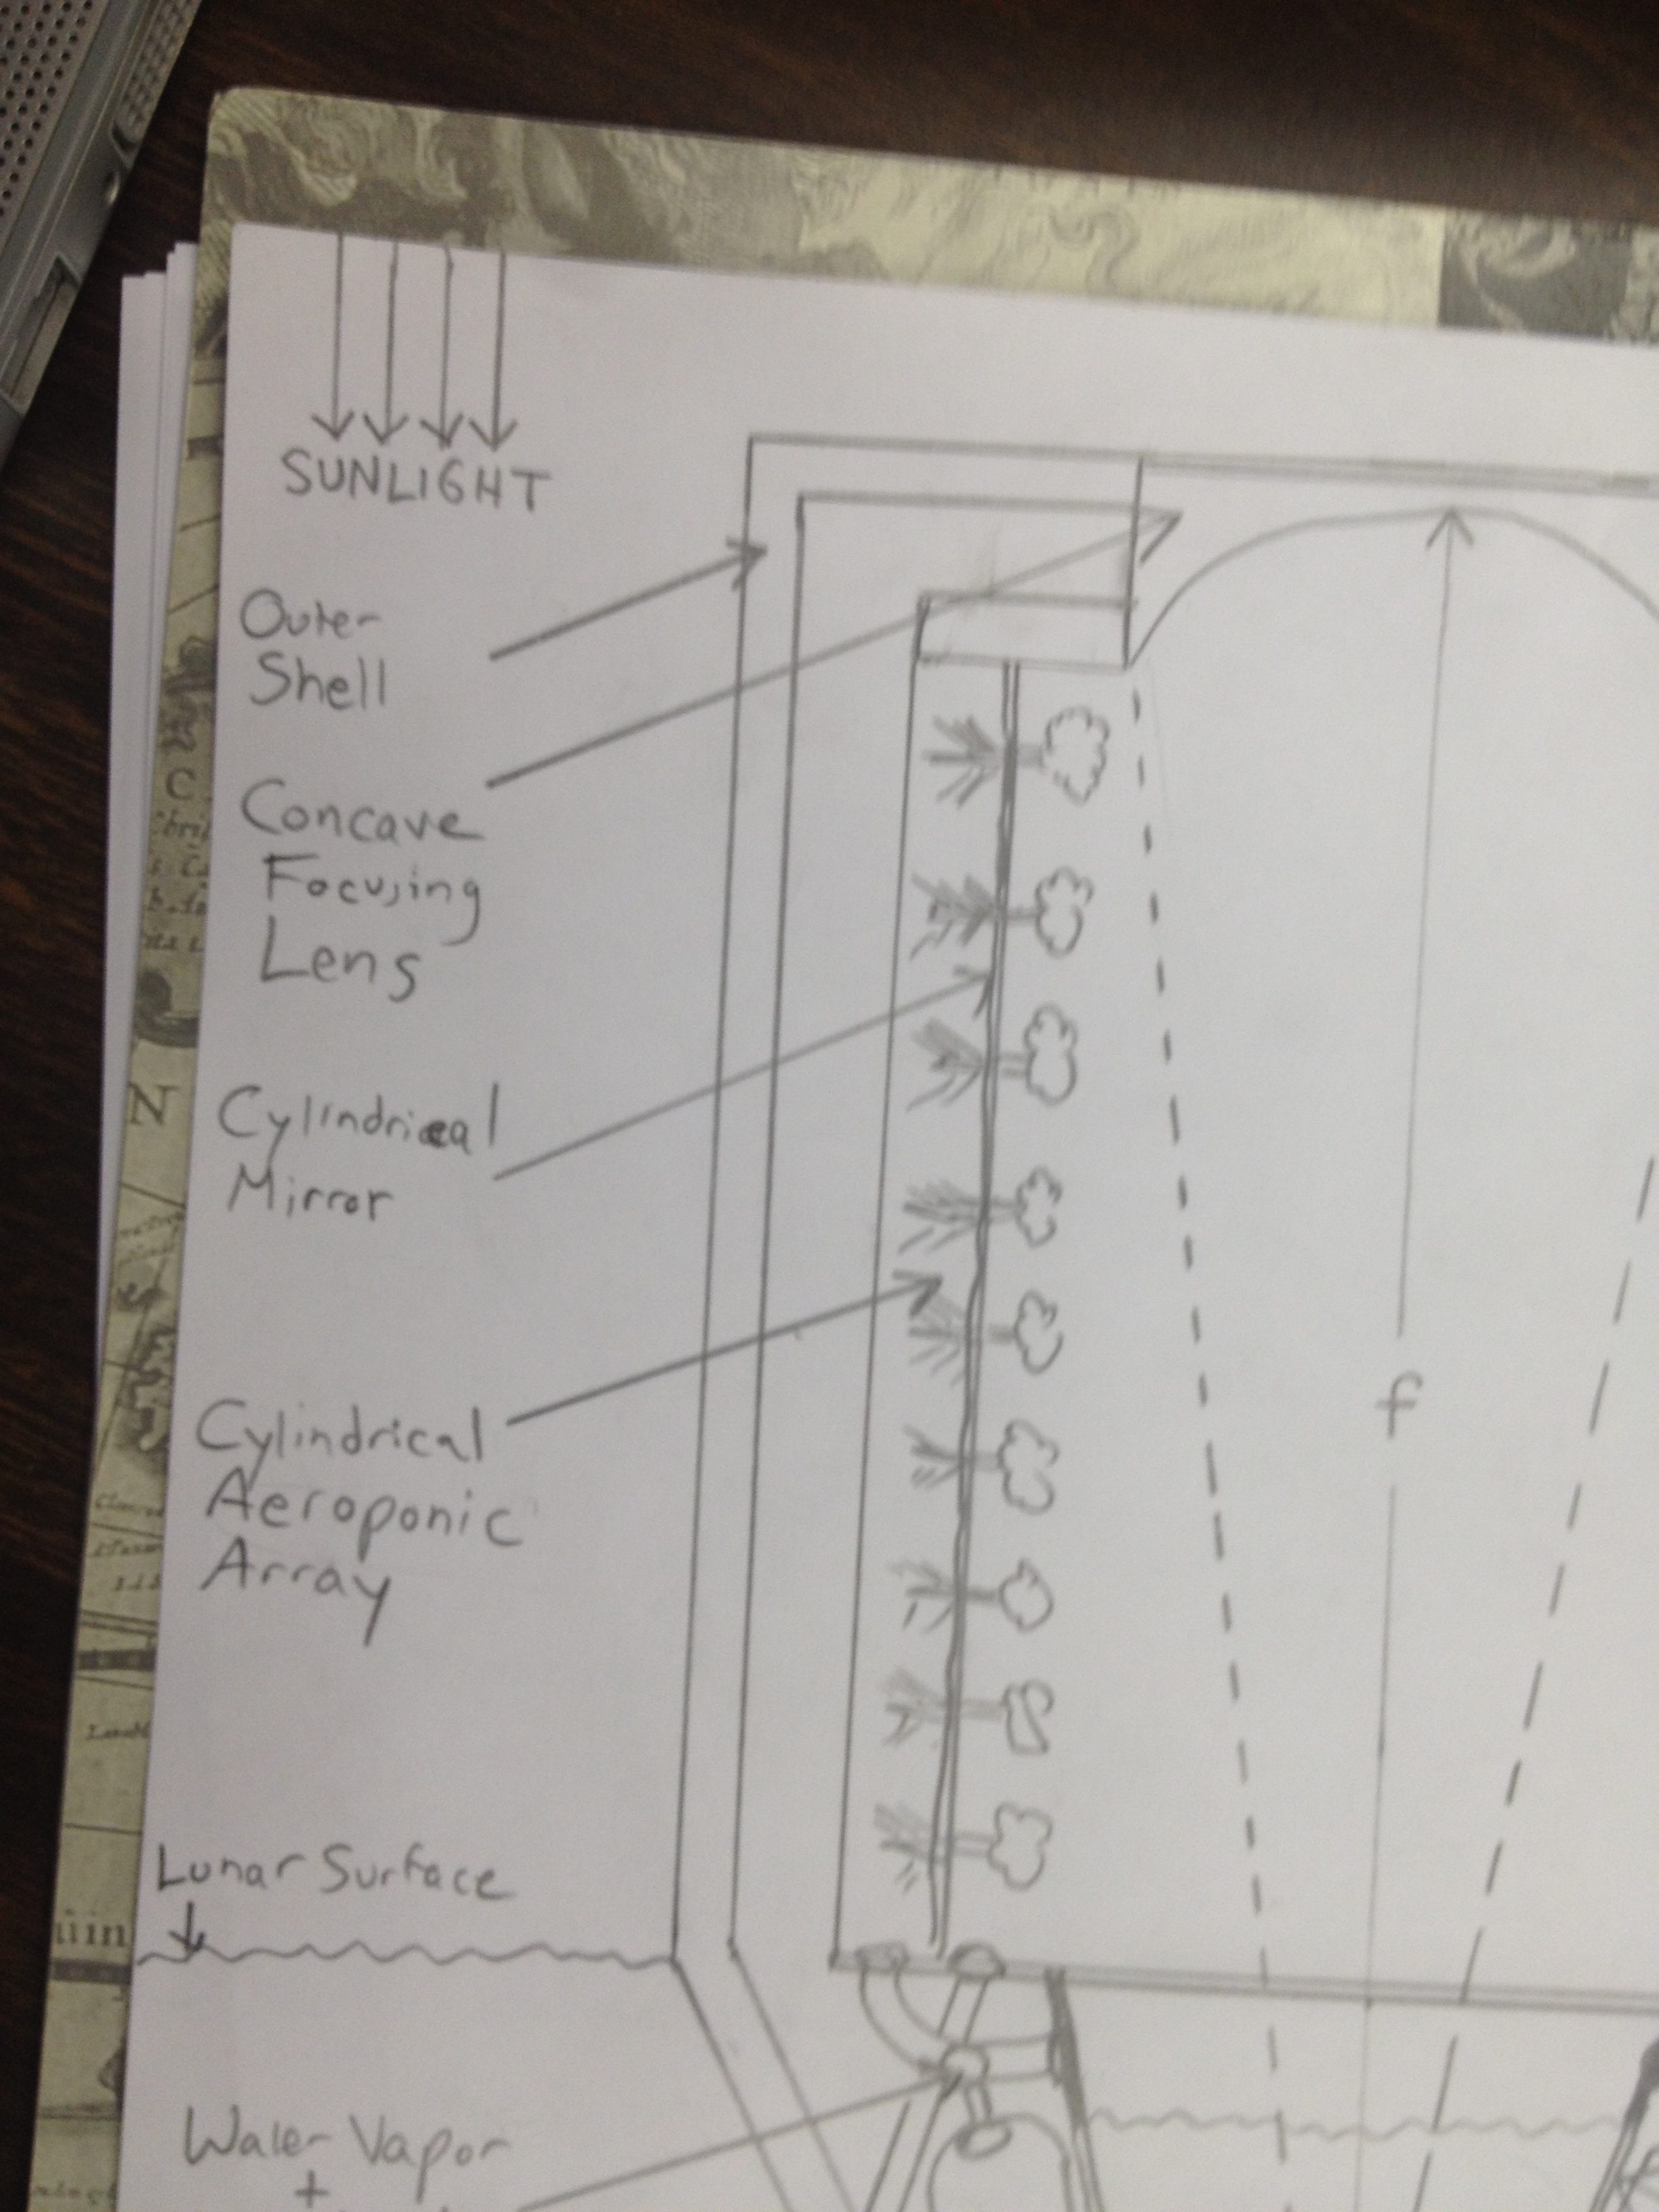 SUNLIGHT
Outer
Shell
Concave
Focusing
Lens
Cylindrical
Mirror
f
Cylindrical
Aeroponic
Array
Lunar Surface
Water Vapor
+
C
N